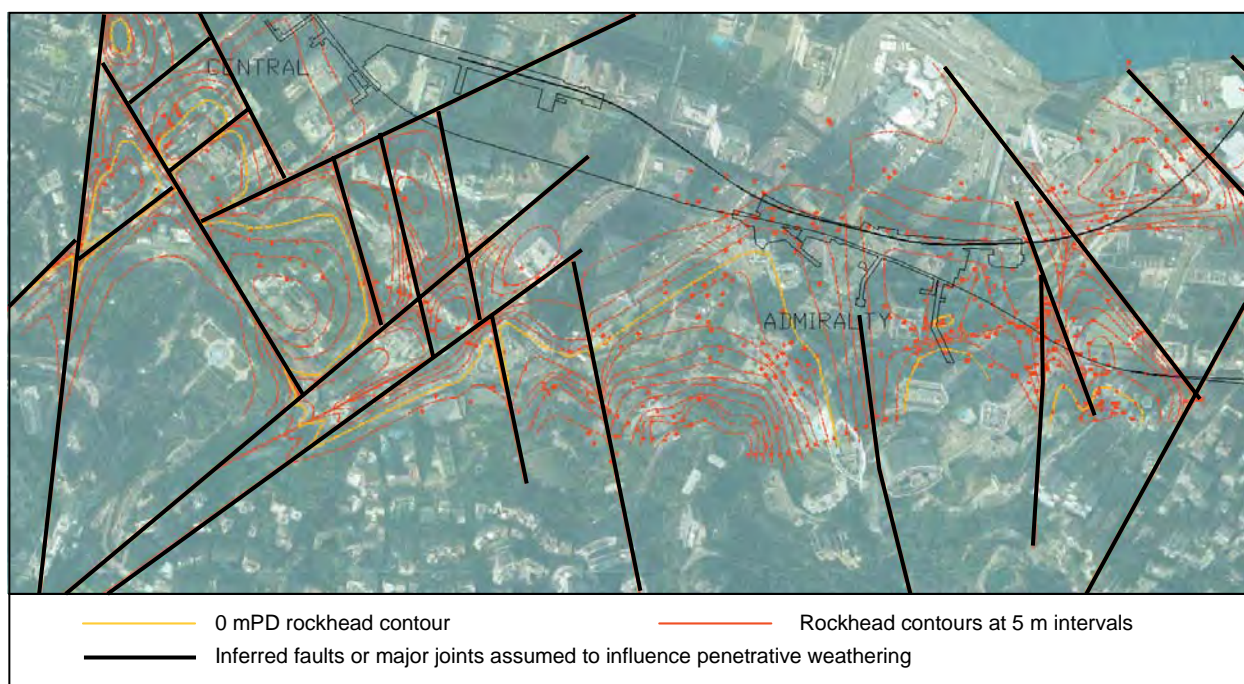 CENTRAL
ADMIRALITY
0 mPD rockhead contour
Rockhead contours at 5 m intervals
Inferred faults or major joints assumed to influence penetrative weathering